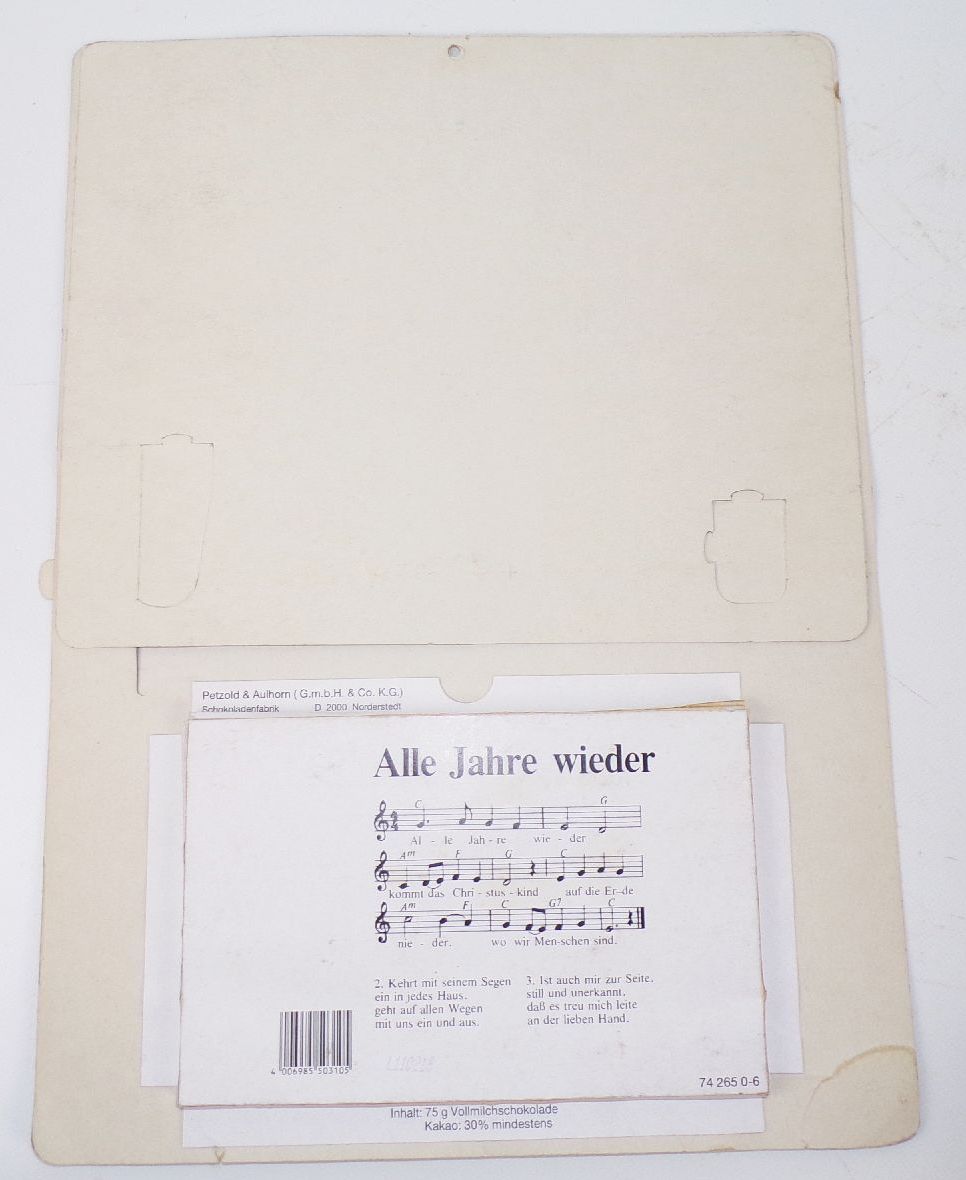 Petzold & Aulhorn ( G.m.b.H. & Co. K.G.)
Schokoladenfabrik D 2000 Norderstedt
Alle Jahre wieder
C G
4
4
Al - le Jah - re wie - der
Am F G C
kommt das Chri - stus - kind auf die Er-de
Am F C G7 C
nie - der. wo wir Men-schen sind.
2. Kehrt mit seinem Segen
ein in jedes Haus.
geht auf allen Wegen
mit uns ein und aus.
3. Ist auch mir zur Seite.
still und unerkannt,
daß es treu mich leite
an der lieben Hand.
4 006985 503105
74 265 0-6
Inhalt: 75 g Vollmilchschokolade
Kakao: 30% mindestens